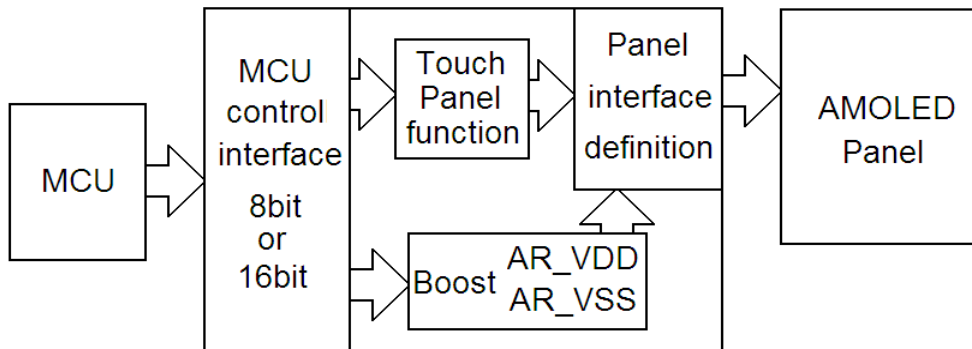 MCU
MCU
control
interface
8bit
or
16bit
Touch
Panel
function
Boost
AR_VDD
AR_VSS
Panel
interface
definition
AMOLED
Panel